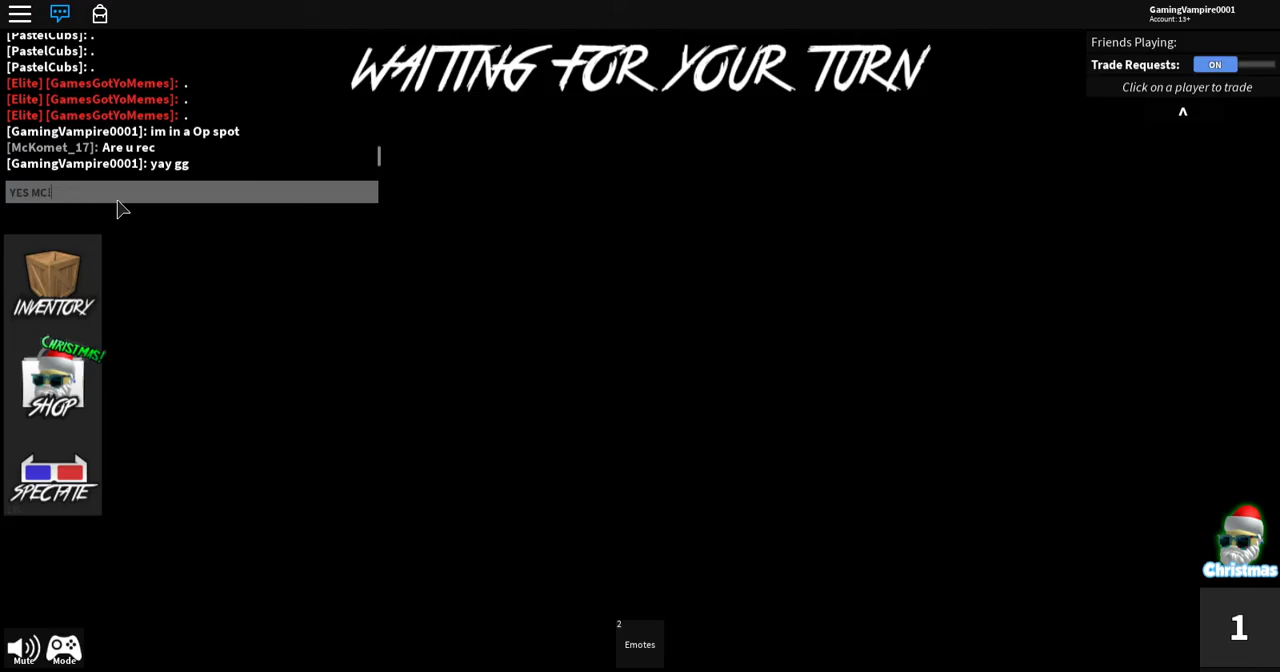 GamingVampire0001
Account: 13+
[PastelCubs]: .
[PastelCubs]: .
[PastelCubs]: .
[Elite] [GamesGotYoMemes]: .
[Elite] [GamesGotYoMemes]: .
[Elite] [GamesGotYoMemes]: .
[GamingVampire0001]: im in a Op spot
[McKomet_17]: Are u rec
[GamingVampire0001]: yay gg
YES MC!
WAITING FOR YOUR TURN
Friends Playing:
Trade Requests: ON
Click on a player to trade
INVENTORY
CHRISTMAS!
SHOP
SPECTATE
Christmas
1
2
Emotes
Mute
Mode